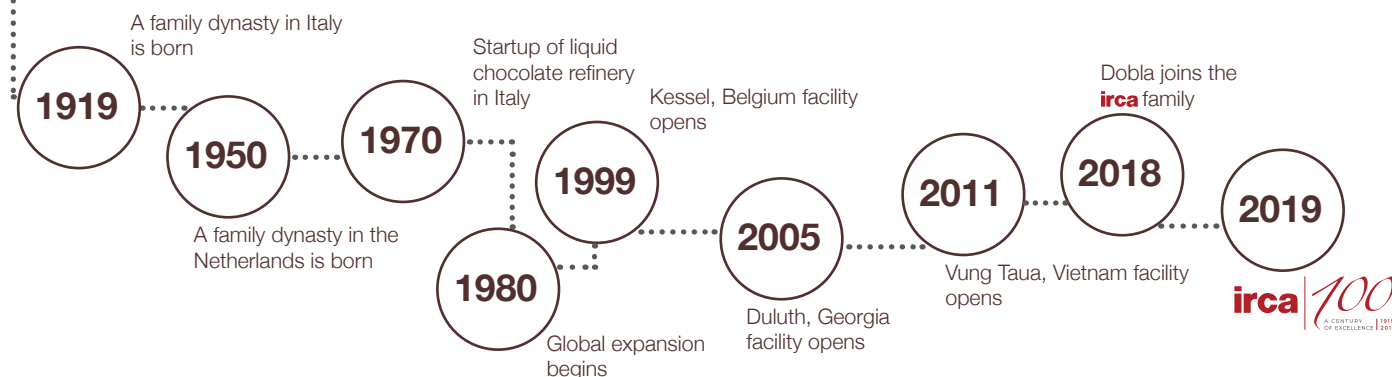 A family dynasty in Italy
is born
1919
1950
A family dynasty in the
Netherlands is born
1970
Startup of liquid
chocolate refinery
in Italy
1980
Global expansion
begins
1999
Kessel, Belgium facility
opens
2005
Duluth, Georgia
facility opens
2011
Vung Taua, Vietnam facility
opens
Dobla joins the
irca family
2018
2019
irca 100
A CENTURY
OF EXCELLENCE